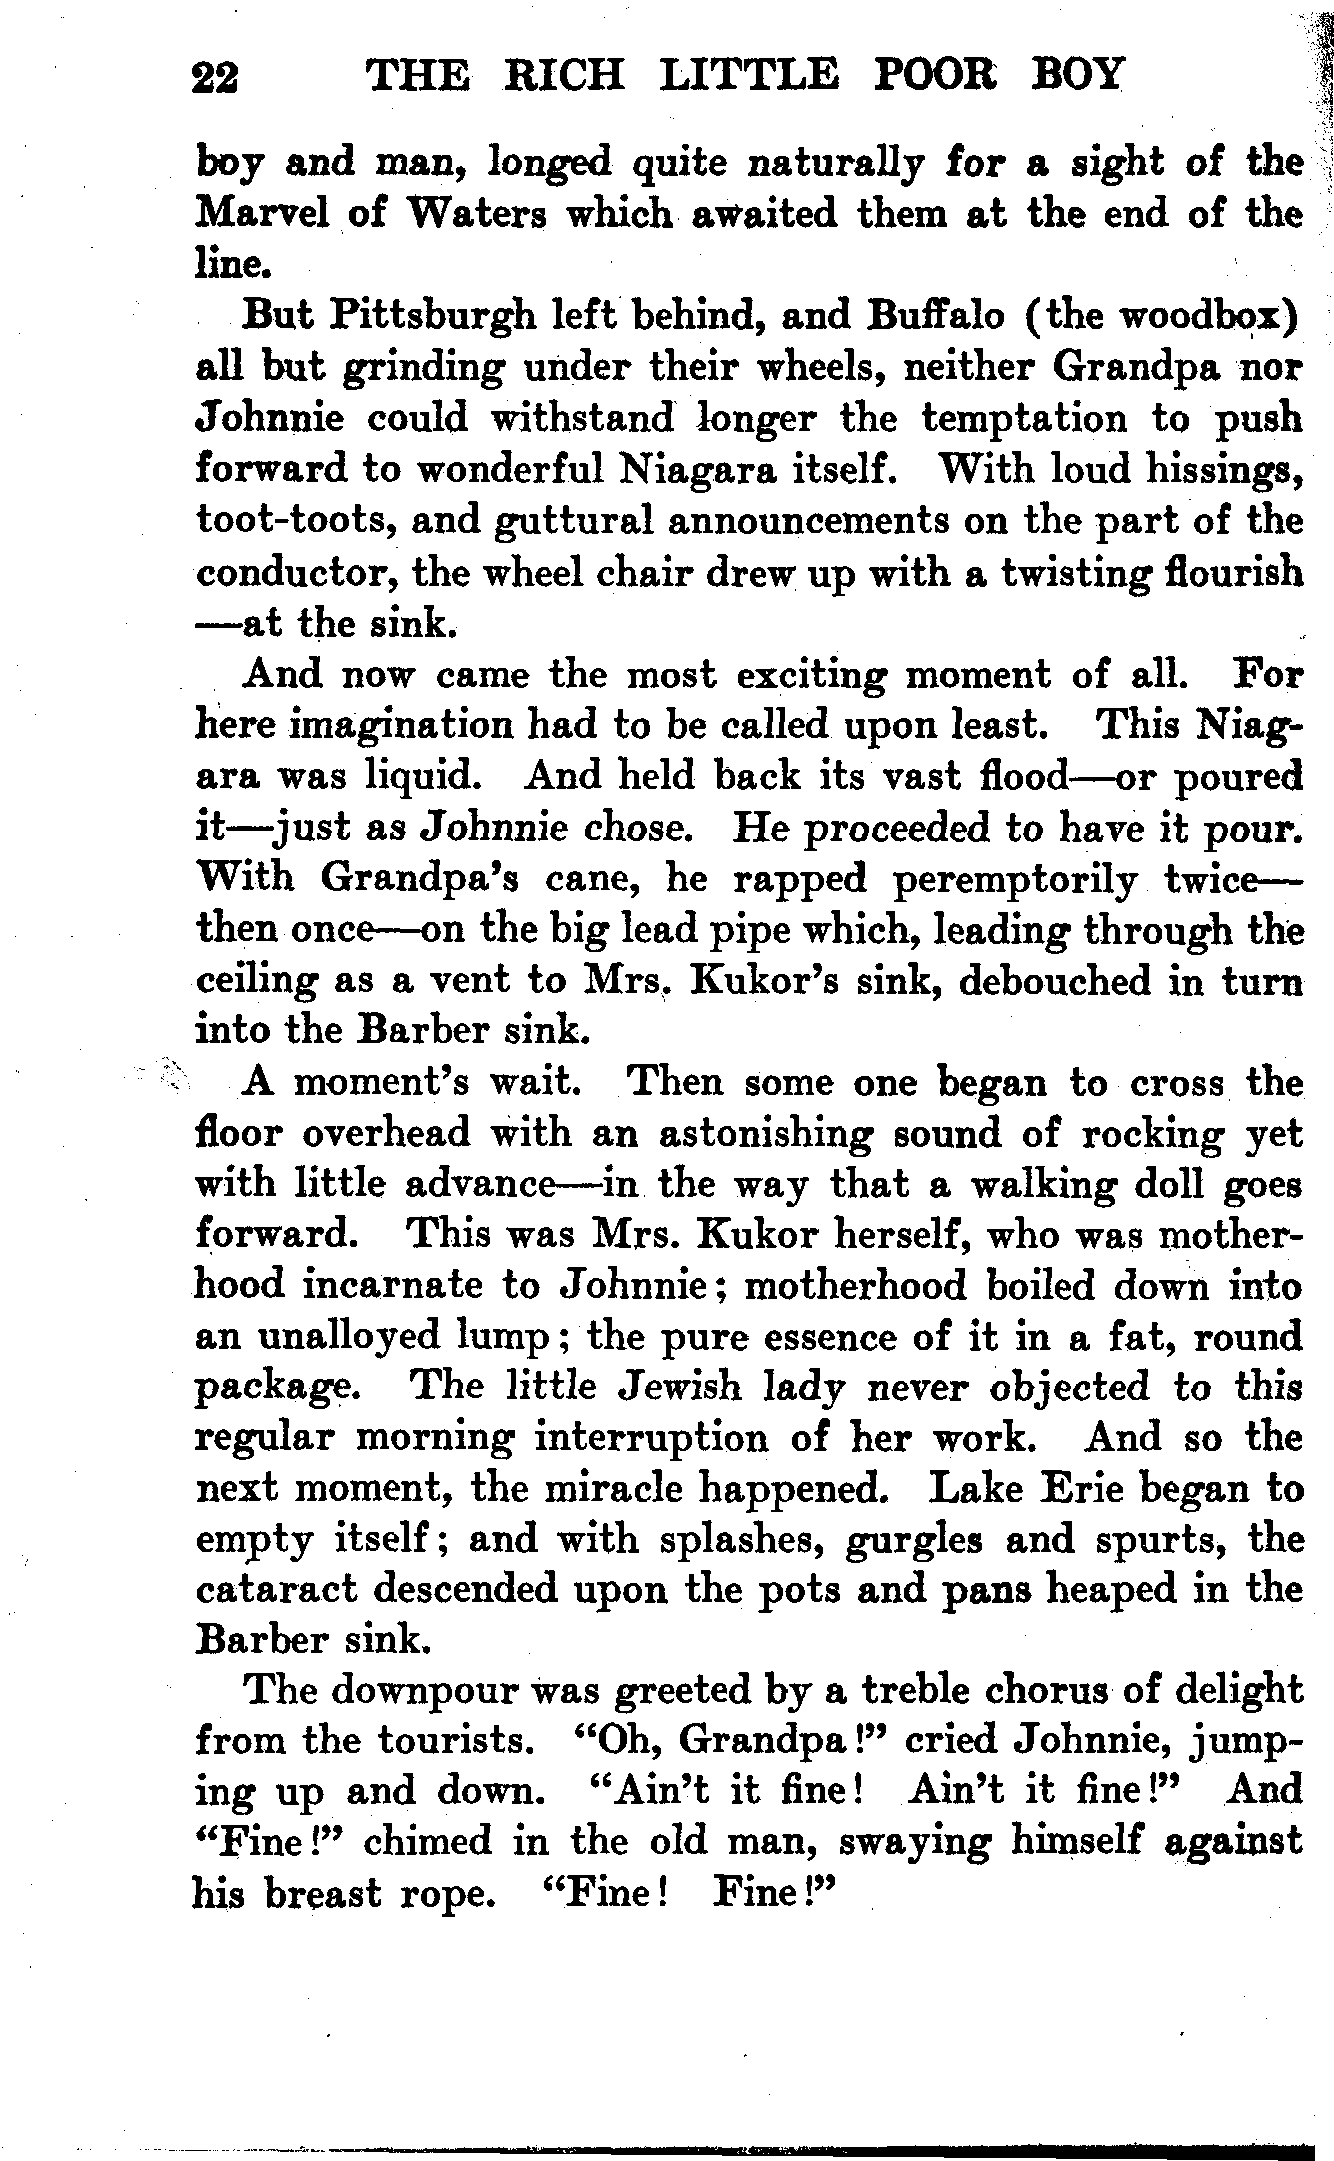 22 THE RICH LITTLE POOR BOY
boy and man, longed quite naturally for a sight of the
Marvel of Waters which awaited them at the end of the
line.
But Pittsburgh left behind, and Buffalo (the woodbox)
all but grinding under their wheels, neither Grandpa nor
Johnnie could withstand longer the temptation to push
forward to wonderful Niagara itself. With loud hissings,
toot-toots, and guttural announcements on the part of the
conductor, the wheel chair drew up with a twisting flourish
—at the sink.
And now came the most exciting moment of all. For
here imagination had to be called upon least. This Niag-
ara was liquid. And held back its vast flood—or poured
it—just as Johnnie chose. He proceeded to have it pour.
With Grandpa's cane, he rapped peremptorily twice—
then once—on the big lead pipe which, leading through the
ceiling as a vent to Mrs. Kukor's sink, debouched in turn
into the Barber sink.
A moment's wait. Then some one began to cross the
floor overhead with an astonishing sound of rocking yet
with little advance—in the way that a walking doll goes
forward. This was Mrs. Kukor herself, who was mother-
hood incarnate to Johnnie; motherhood boiled down into
an unalloyed lump; the pure essence of it in a fat, round
package. The little Jewish lady never objected to this
regular morning interruption of her work. And so the
next moment, the miracle happened. Lake Erie began to
empty itself; and with splashes, gurgles and spurts, the
cataract descended upon the pots and pans heaped in the
Barber sink.
The downpour was greeted by a treble chorus of delight
from the tourists. "Oh, Grandpa!" cried Johnnie, jump-
ing up and down. "Ain't it fine! Ain't it fine!" And
"Fine!" chimed in the old man, swaying himself against
his breast rope. "Fine! Fine!"